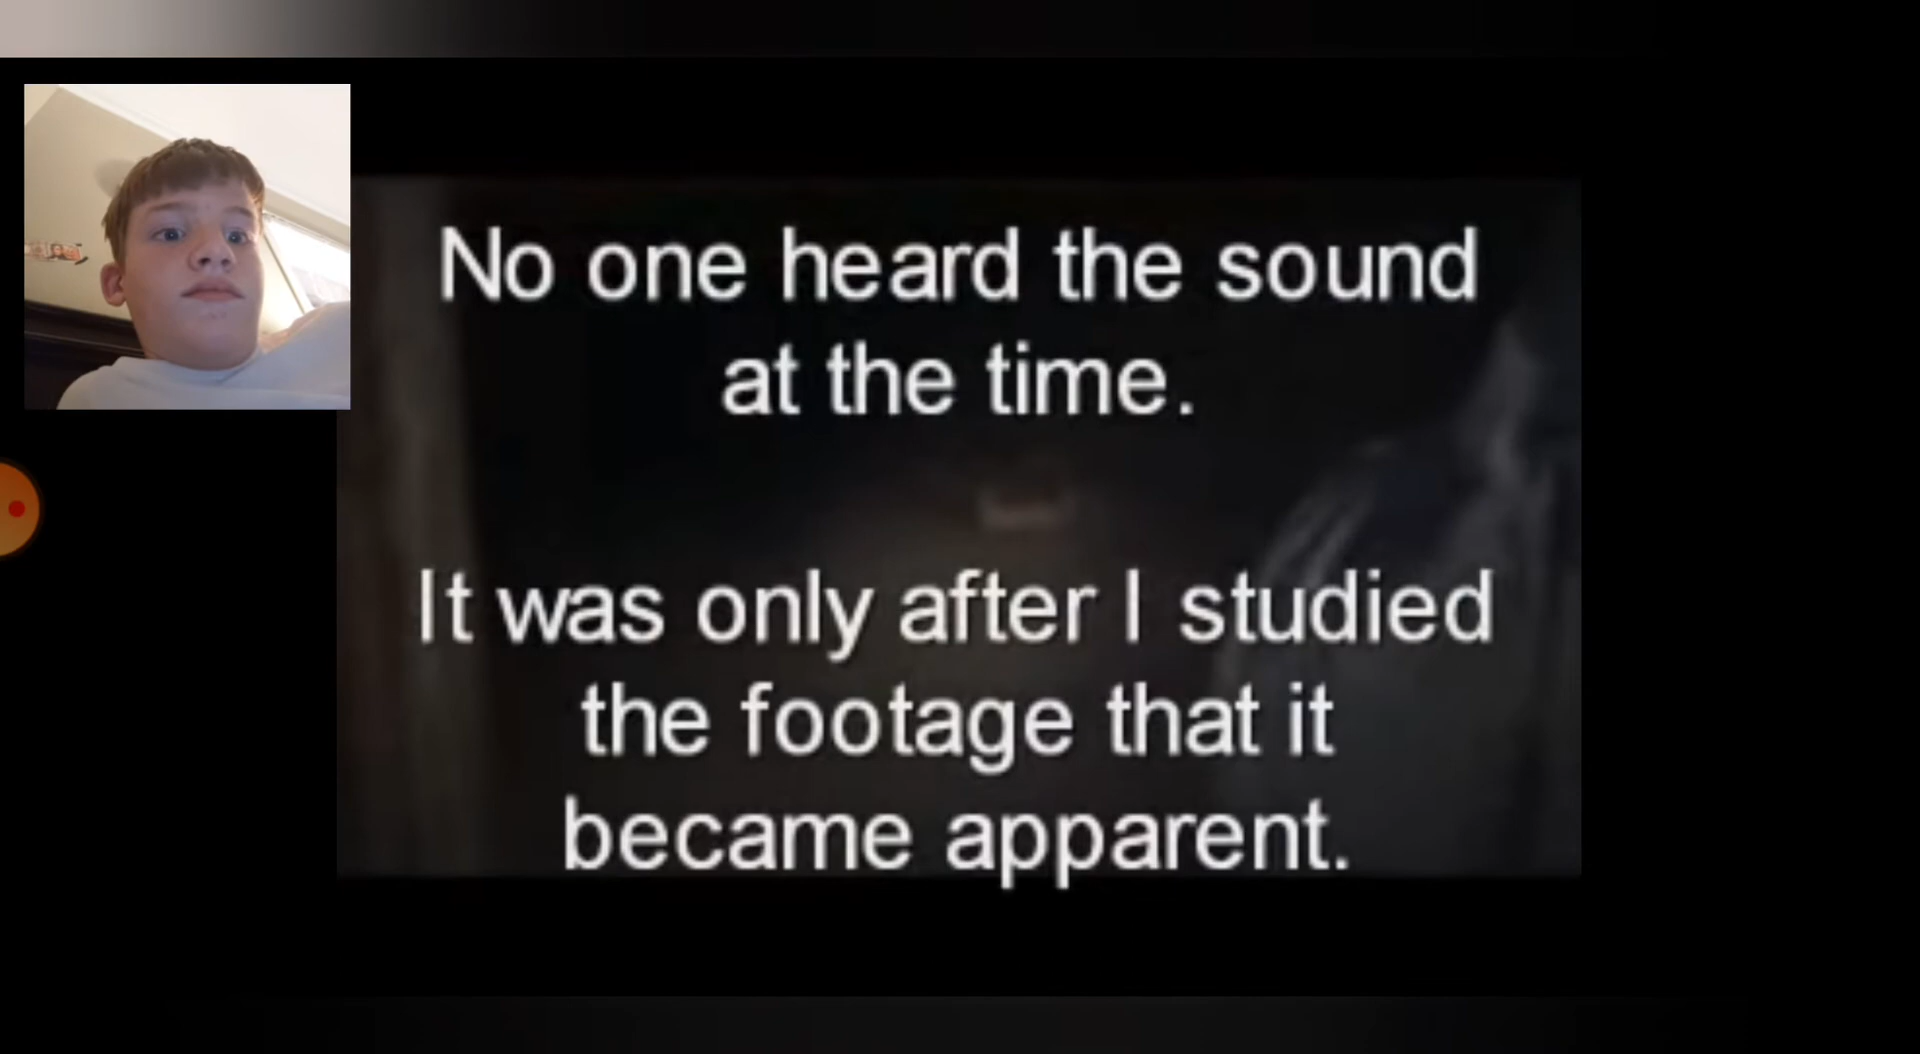 No one heard the sound
at the time.
It was only after I studied
the footage that it
became apparent.